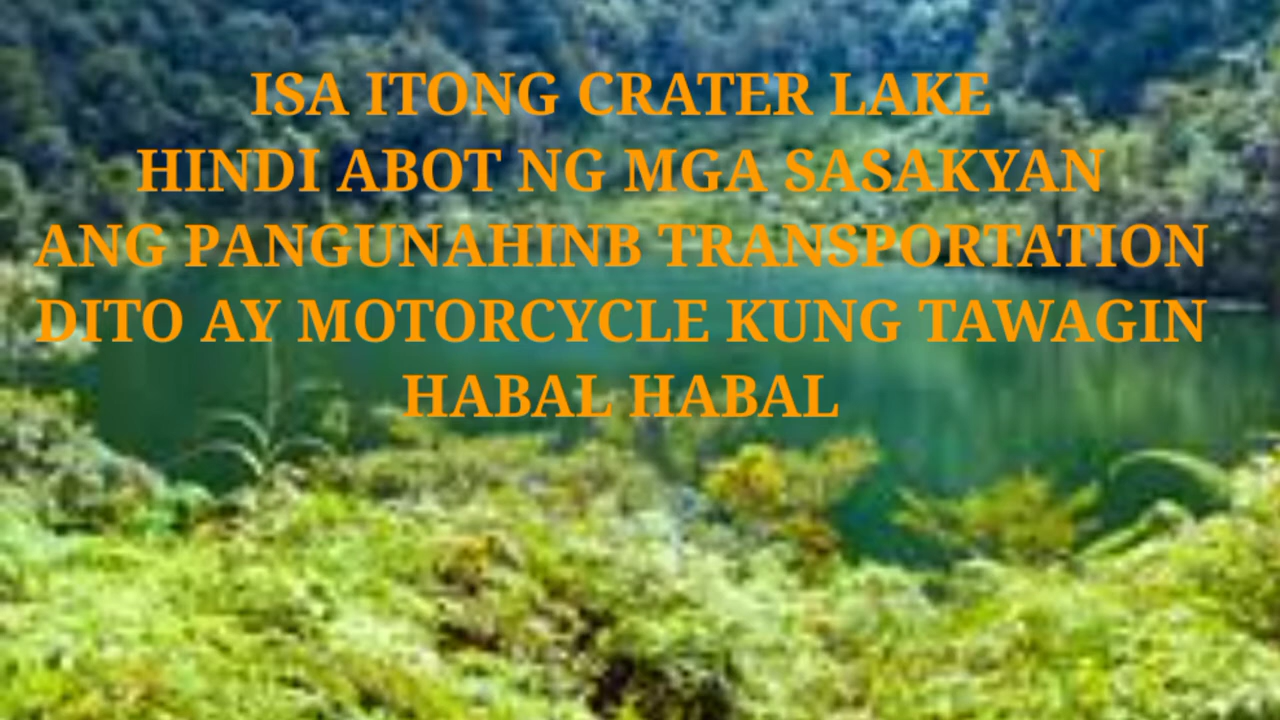 ISA ITONG CRATER LAKE
HINDI ABOT NG MGA SASAKYAN
ANG PANGUNAHINB TRANSPORTATION
DITO AY MOTORCYCLE KUNG TAWAGIN
HABAL HABAL